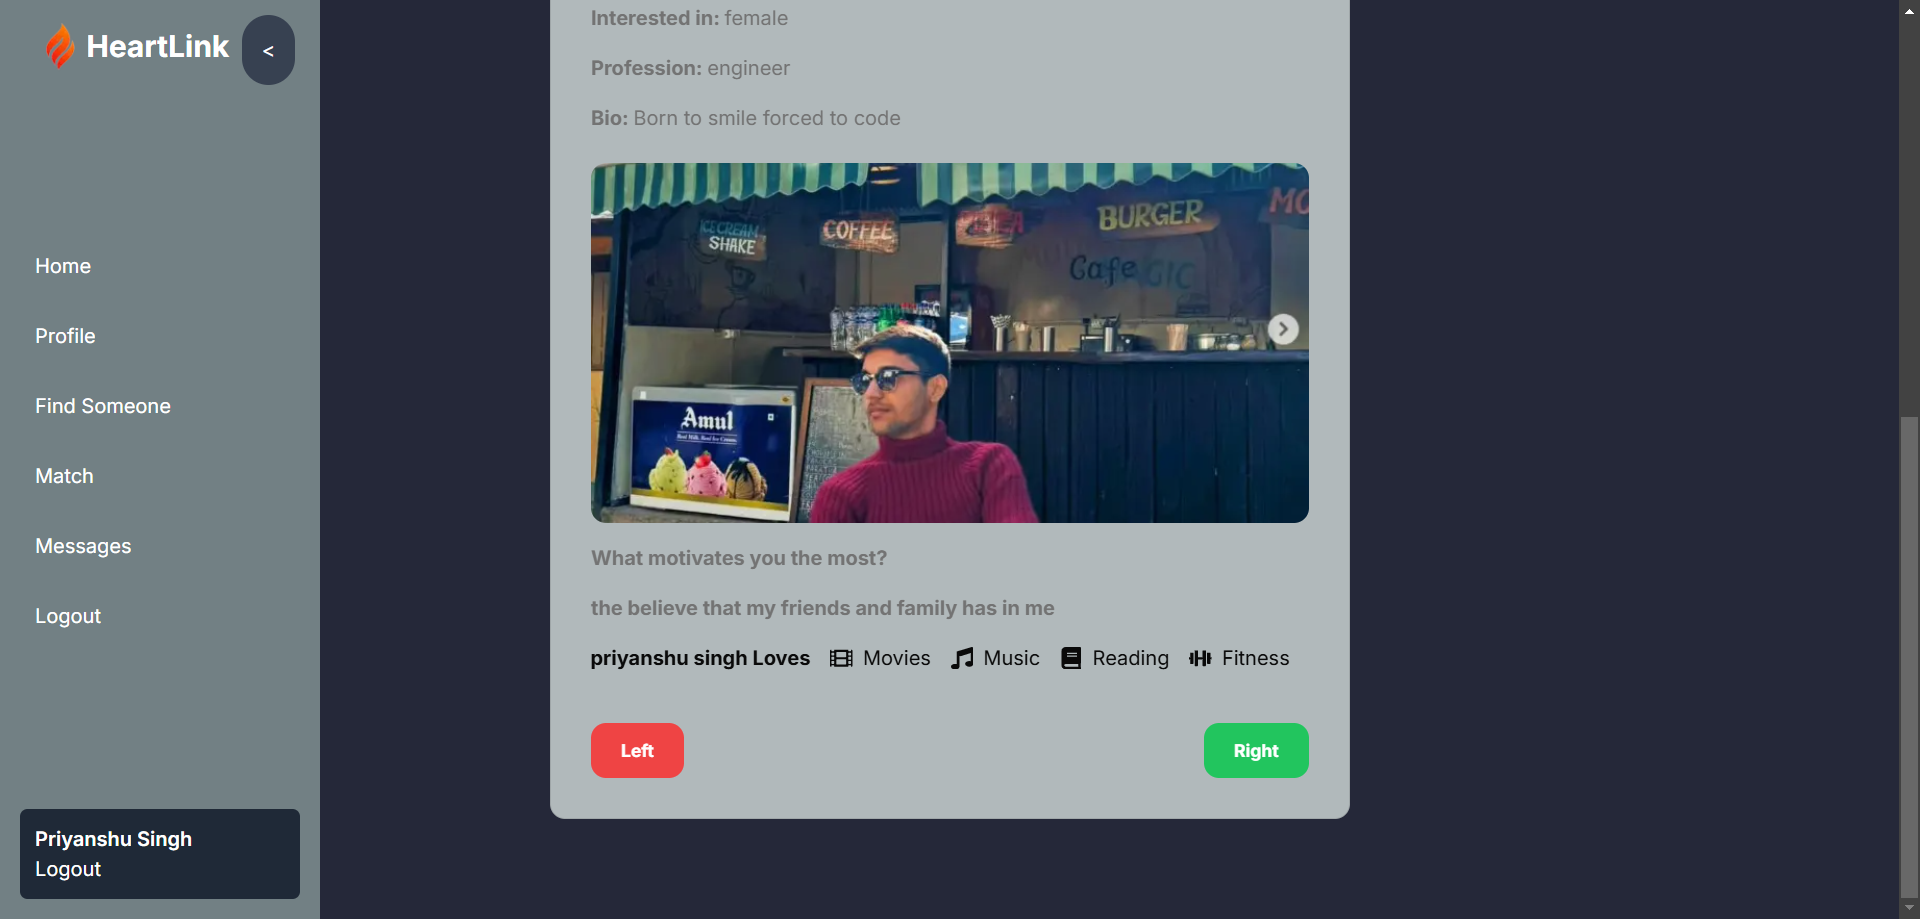 HeartLink
<
Home
Profile
Find Someone
Match
Messages
Logout
Priyanshu Singh
Logout
Interested in: female
Profession: engineer
Bio: Born to smile forced to code
ICE CREAM
SHAKE
COFFEE
BURGER
MO
Cafe GIC
Amul
What motivates you the most?
the believe that my friends and family has in me
priyanshu singh Loves Movies Music Reading Fitness
Left
Right